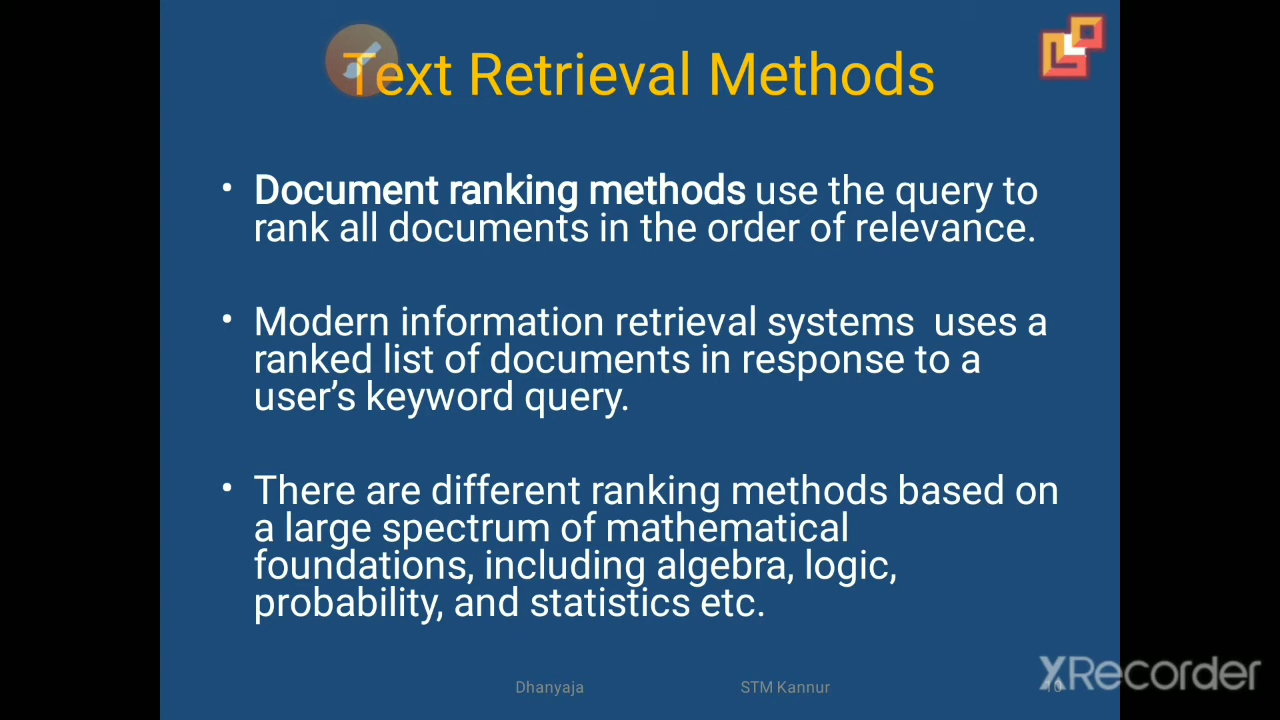 Text Retrieval Methods
• Document ranking methods use the query to
rank all documents in the order of relevance.
• Modern information retrieval systems  uses a
ranked list of documents in response to a
user’s keyword query.
• There are different ranking methods based on
a large spectrum of mathematical
foundations, including algebra, logic,
probability, and statistics etc.
Dhanyaja STM Kannur 10
XRecorder